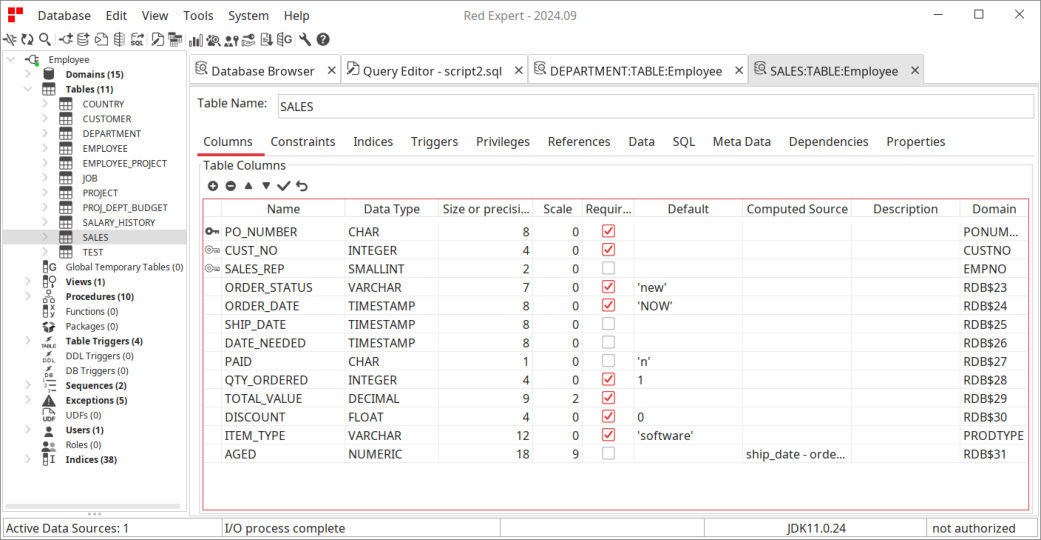 Database Edit View Tools System Help Red Expert - 2024.09
Employee
Domains (15)
Tables (11)
COUNTRY
CUSTOMER
DEPARTMENT
EMPLOYEE
EMPLOYEE_PROJECT
JOB
PROJECT
PROJ_DEPT_BUDGET
SALARY_HISTORY
SALES
TEST
Global Temporary Tables (0)
Views (1)
Procedures (10)
Functions (0)
Packages (0)
Table Triggers (4)
DDL Triggers (0)
DB Triggers (0)
Sequences (2)
Exceptions (5)
UDFs (0)
Users (1)
Roles (0)
Indices (38)
Database Browser Query Editor - script2.sql DEPARTMENT:TABLE:Employee SALES:TABLE:Employee
Table Name: SALES
Columns Constraints Indices Triggers Privileges References Data SQL Meta Data Dependencies Properties
Table Columns
Name Data Type Size or precisi... Scale Requir... Default Computed Source Description Domain
PO_NUMBER CHAR 8 0 PONUM...
CUST_NO INTEGER 4 0 CUSTNO
SALES_REP SMALLINT 2 0 EMPNO
ORDER_STATUS VARCHAR 7 0 'new' RDB$23
ORDER_DATE TIMESTAMP 8 0 'NOW' RDB$24
SHIP_DATE TIMESTAMP 8 0 RDB$25
DATE_NEEDED TIMESTAMP 8 0 RDB$26
PAID CHAR 1 0 'n' RDB$27
QTY_ORDERED INTEGER 4 0 1 RDB$28
TOTAL_VALUE DECIMAL 9 2 RDB$29
DISCOUNT FLOAT 4 0 0 RDB$30
ITEM_TYPE VARCHAR 12 0 'software' PRODTYPE
AGED NUMERIC 18 9 ship_date - orde... RDB$31
Active Data Sources: 1 I/O process complete JDK11.0.24 not authorized